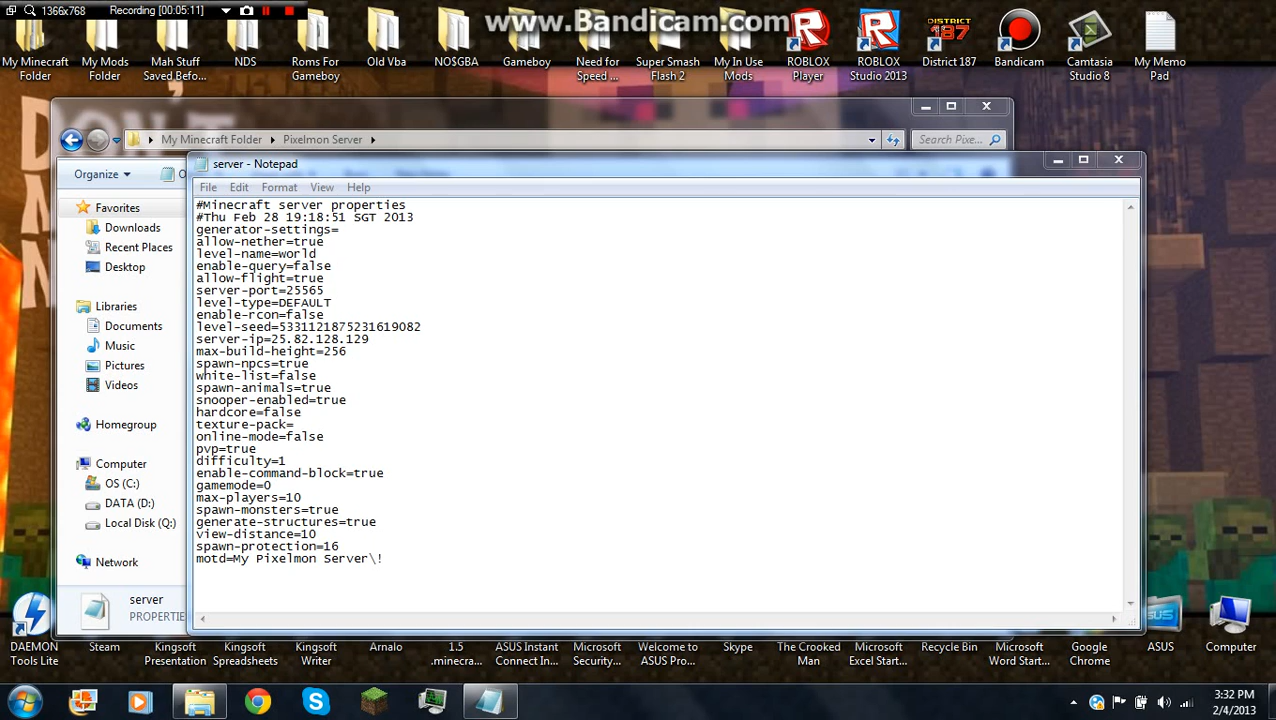 1366x768 Recording [00:05:11]
www.Bandicam.com
My Minecraft Folder
My Mods Folder
Mah Stuff Saved Befo...
NDS
Roms For Gameboy
Old Vba
NO$GBA
Gameboy
Need for Speed ...
Super Smash Flash 2
My In Use Mods
ROBLOX Player
ROBLOX Studio 2013
DISTRICT 187
District 187
Bandicam
Camtasia Studio 8
My Memo Pad
My Minecraft Folder
Pixelmon Server
Search Pixe...
Organize
server - Notepad
File Edit Format View Help
Favorites
Downloads
Recent Places
Desktop
Libraries
Documents
Music
Pictures
Videos
Homegroup
Computer
OS (C:)
DATA (D:)
Local Disk (Q:)
Network
server
PROPERTIE
#Minecraft server properties
#Thu Feb 28 19:18:51 SGT 2013
generator-settings=
allow-nether=true
level-name=world
enable-query=false
allow-flight=true
server-port=25565
level-type=DEFAULT
enable-rcon=false
level-seed=5331121875231619082
server-ip=25.82.128.129
max-build-height=256
spawn-npcs=true
white-list=false
spawn-animals=true
snooper-enabled=true
hardcore=false
texture-pack=
online-mode=false
pvp=true
difficulty=1
enable-command-block=true
gamemode=0
max-players=10
spawn-monsters=true
generate-structures=true
view-distance=10
spawn-protection=16
motd=My Pixelmon Server\!
DAEMON Tools Lite
Steam
Kingsoft Presentation
Kingsoft Spreadsheets
Kingsoft Writer
Arnalo
1.5 .minecra...
ASUS Instant Connect In...
Microsoft Security...
Welcome to ASUS Pro...
Skype
The Crooked Man
Microsoft Excel Start...
Recycle Bin
Microsoft Word Start...
Google Chrome
ASUS
Computer
3:32 PM
2/4/2013